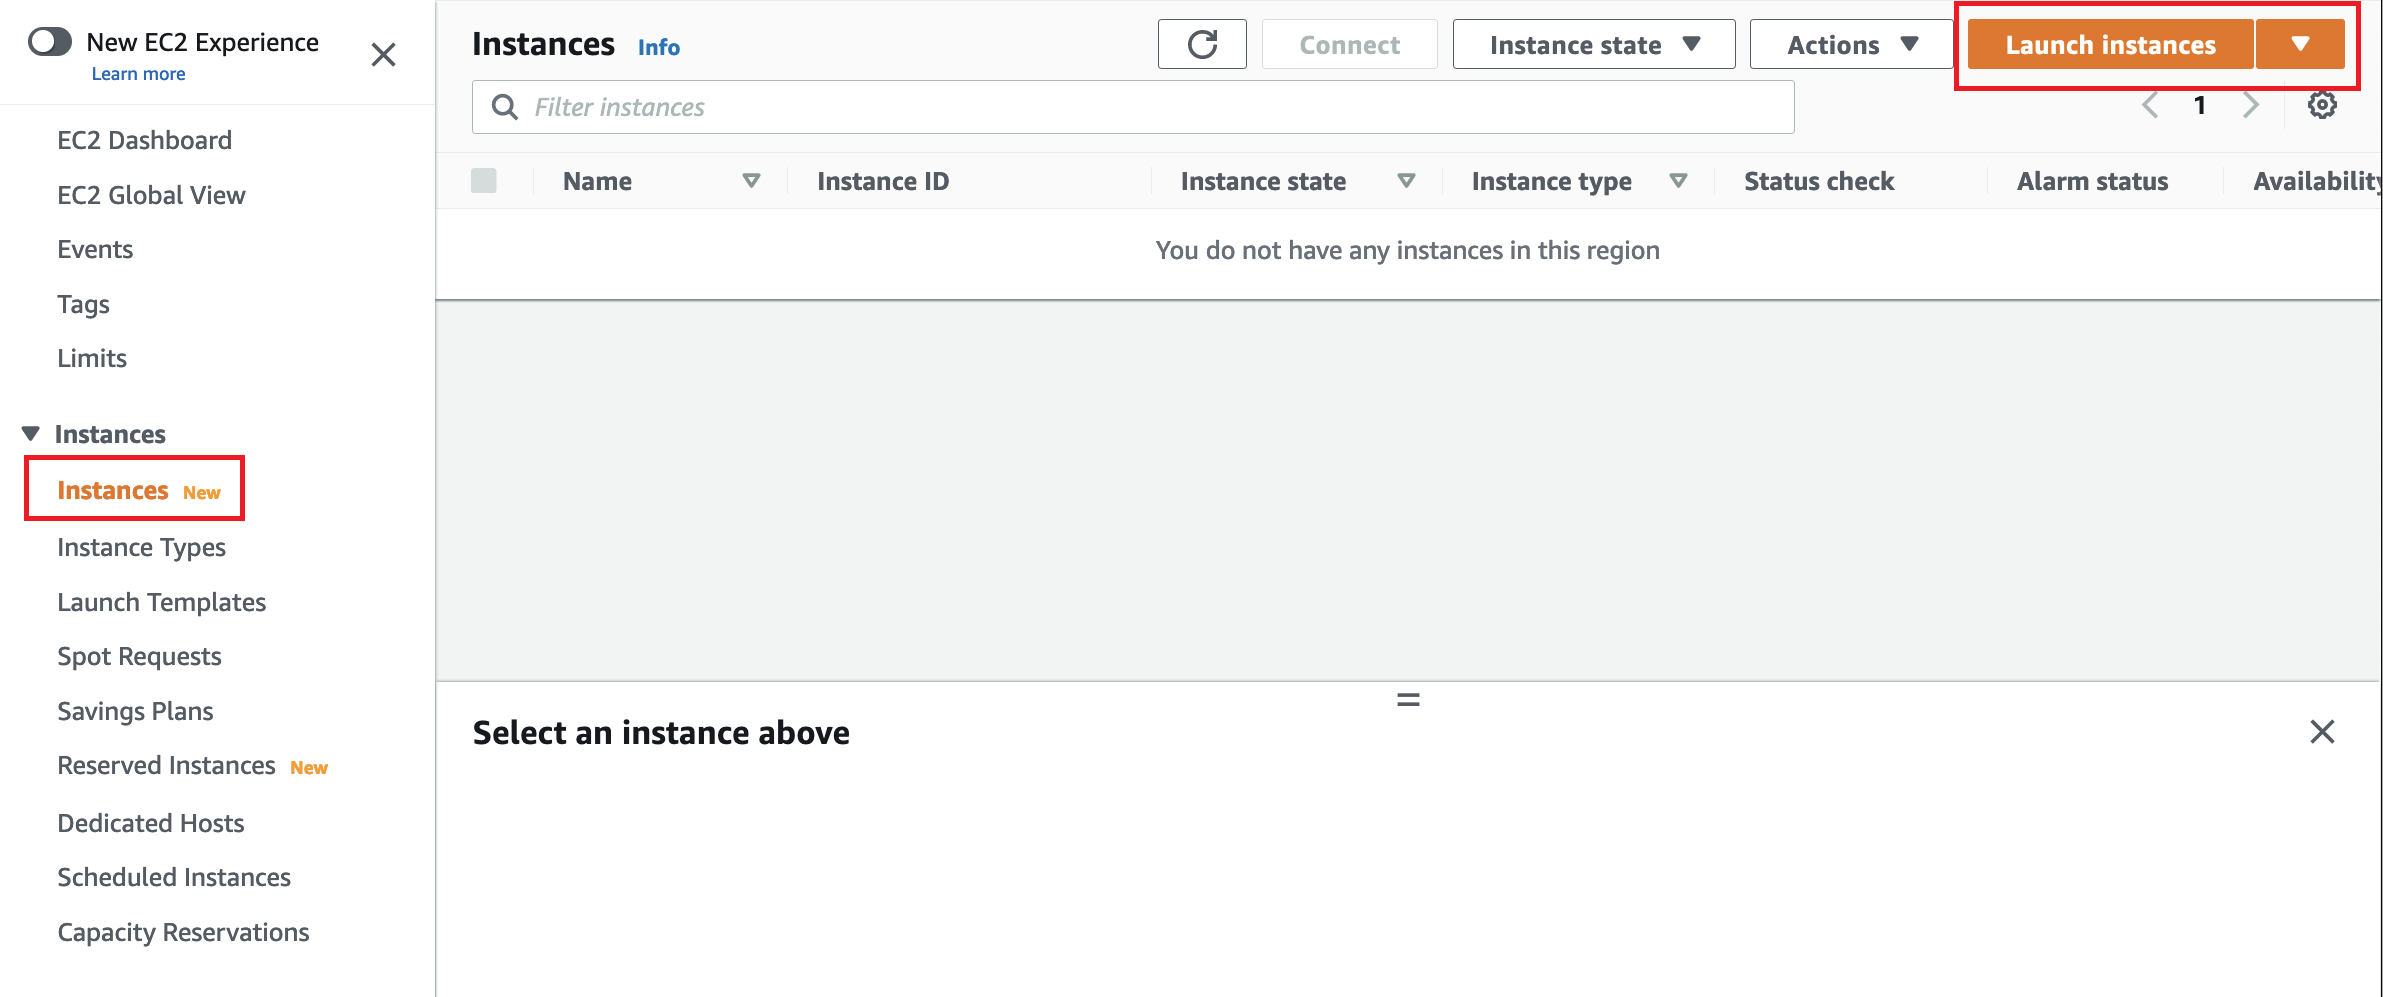 New EC2 Experience
Learn more
EC2 Dashboard
EC2 Global View
Events
Tags
Limits
Instances
Instances New
Instance Types
Launch Templates
Spot Requests
Savings Plans
Reserved Instances New
Dedicated Hosts
Scheduled Instances
Capacity Reservations
Instances Info
Connect
Instance state
Actions
Launch instances
Filter instances
1
Name
Instance ID
Instance state
Instance type
Status check
Alarm status
Availability
You do not have any instances in this region
Select an instance above